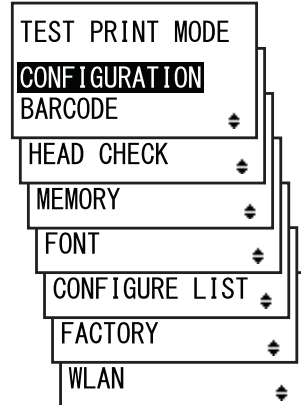 TEST PRINT MODE
CONFIGURATION
BARCODE
HEAD CHECK
MEMORY
FONT
CONFIGURE LIST
FACTORY
WLAN